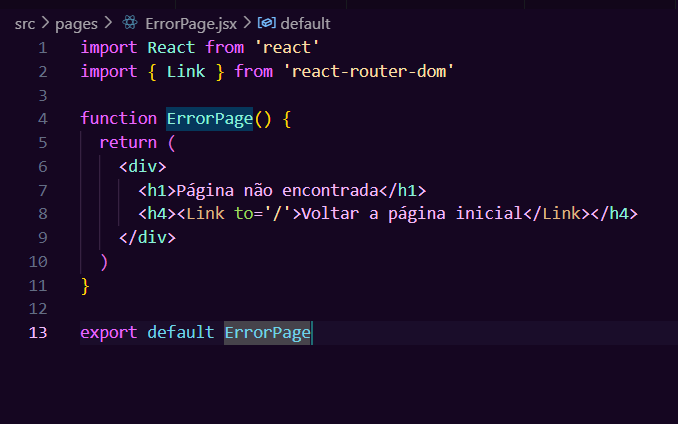 src > pages > ErrorPage.jsx > default
1 import React from 'react'
2 import { Link } from 'react-router-dom'
3
4 function ErrorPage() {
5   return (
6     <div>
7       <h1>Página não encontrada</h1>
8       <h4><Link to='/'>Voltar a página inicial</Link></h4>
9     </div>
10   )
11 }
12
13 export default ErrorPage